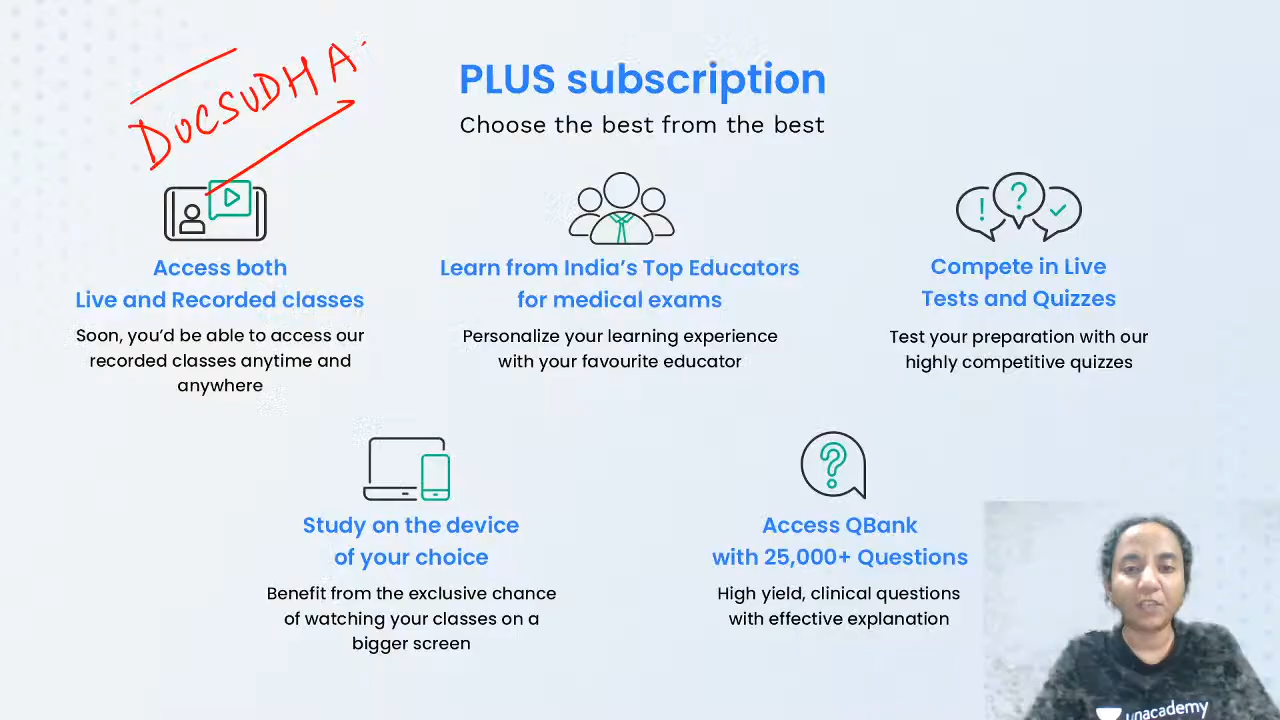 DOCSUDHA
PLUS subscription
Choose the best from the best
Access both
Live and Recorded classes
Soon, you’d be able to access our
recorded classes anytime and
anywhere
Learn from India’s Top Educators
for medical exams
Personalize your learning experience
with your favourite educator
Compete in Live
Tests and Quizzes
Test your preparation with our
highly competitive quizzes
Study on the device
of your choice
Benefit from the exclusive chance
of watching your classes on a
bigger screen
Access QBank
with 25,000+ Questions
High yield, clinical questions
with effective explanation
unacademy